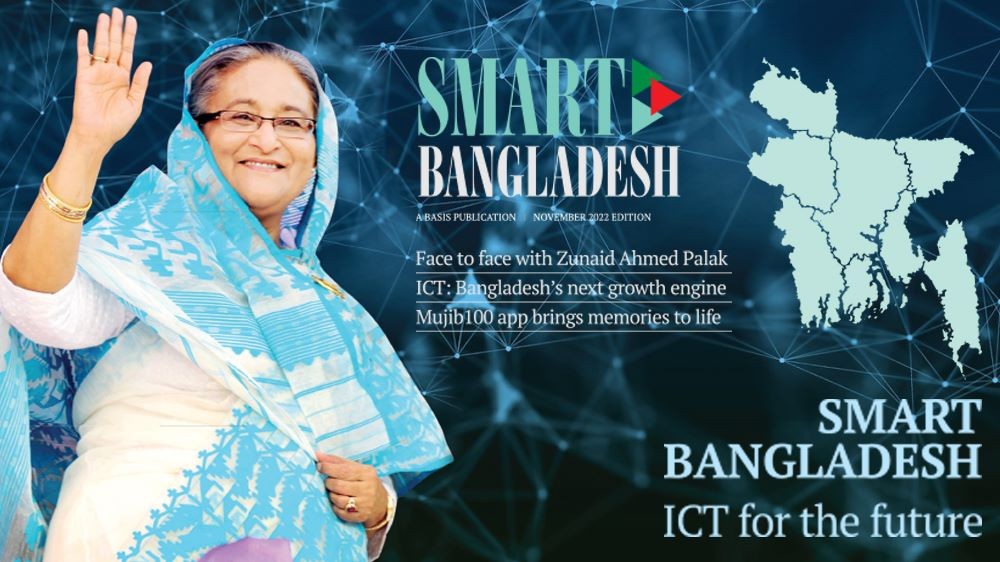 SMART
BANGLADESH
A BASIS PUBLICATION | NOVEMBER 2022 EDITION
Face to face with Zunaid Ahmed Palak
ICT: Bangladesh's next growth engine
Mujib100 app brings memories to life
SMART
BANGLADESH
ICT for the future